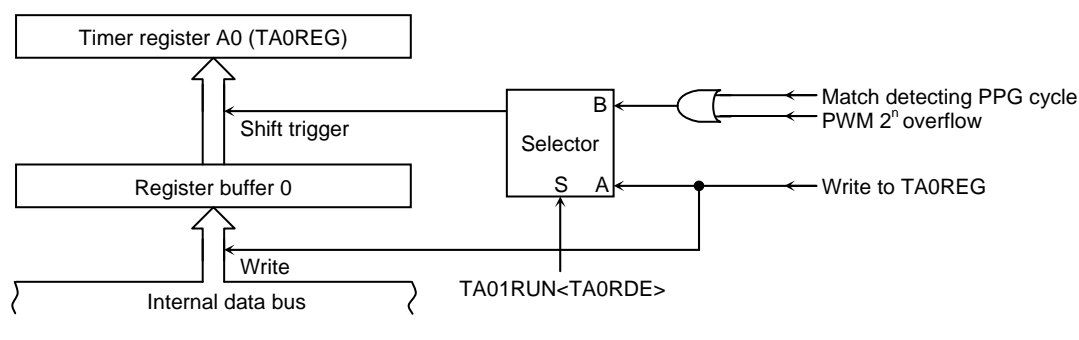 Timer register A0 (TA0REG)
Shift trigger
B
Selector
S A
Match detecting PPG cycle
PWM 2ⁿ overflow
Register buffer 0
Write to TA0REG
Write
TA01RUN<TA0RDE>
Internal data bus